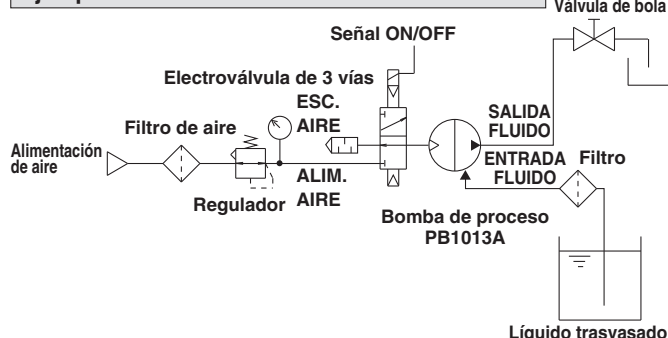 Válvula de bola
Señal ON/OFF
Electroválvula de 3 vías
ESC.
AIRE
Filtro de aire
Alimentación
de aire
ALIM.
AIRE
Regulador
SALIDA
FLUIDO
ENTRADA
FLUIDO
Filtro
Bomba de proceso
PB1013A
Líquido trasvasado